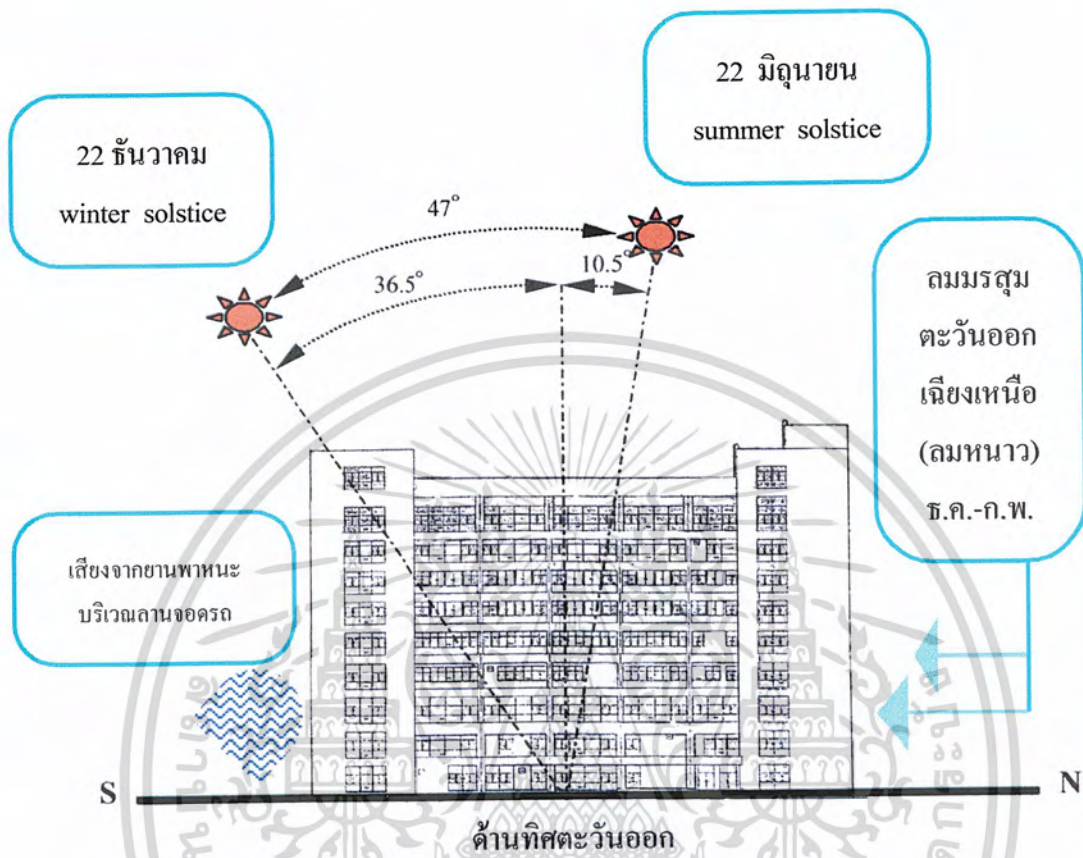 22 ธันวาคม
winter solstice
22 มิถุนายน
summer solstice
47°
36.5°
10.5°
ลมมรสุม
ตะวันออก
เฉียงเหนือ
(ลมหนาว)
ธ.ค.-ก.พ.
เสียงจากยานพาหนะ
บริเวณลานจอดรถ
S
N
ด้านทิศตะวันออก